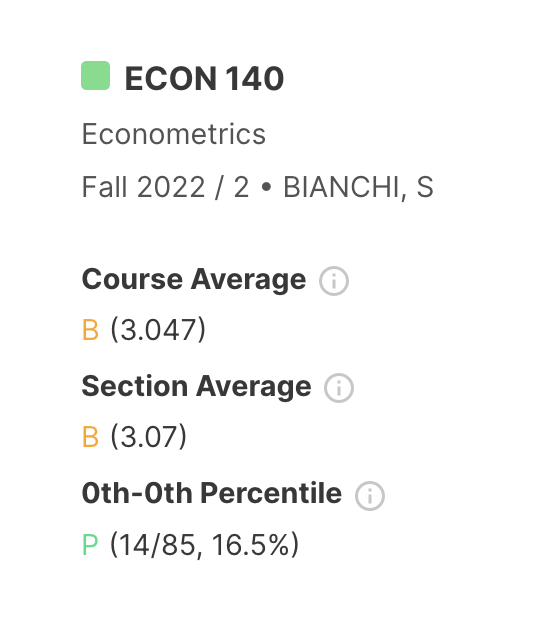 ECON 140
Econometrics
Fall 2022 / 2 • BIANCHI, S
Course Average
B (3.047)
Section Average
B (3.07)
0th-0th Percentile
P (14/85, 16.5%)